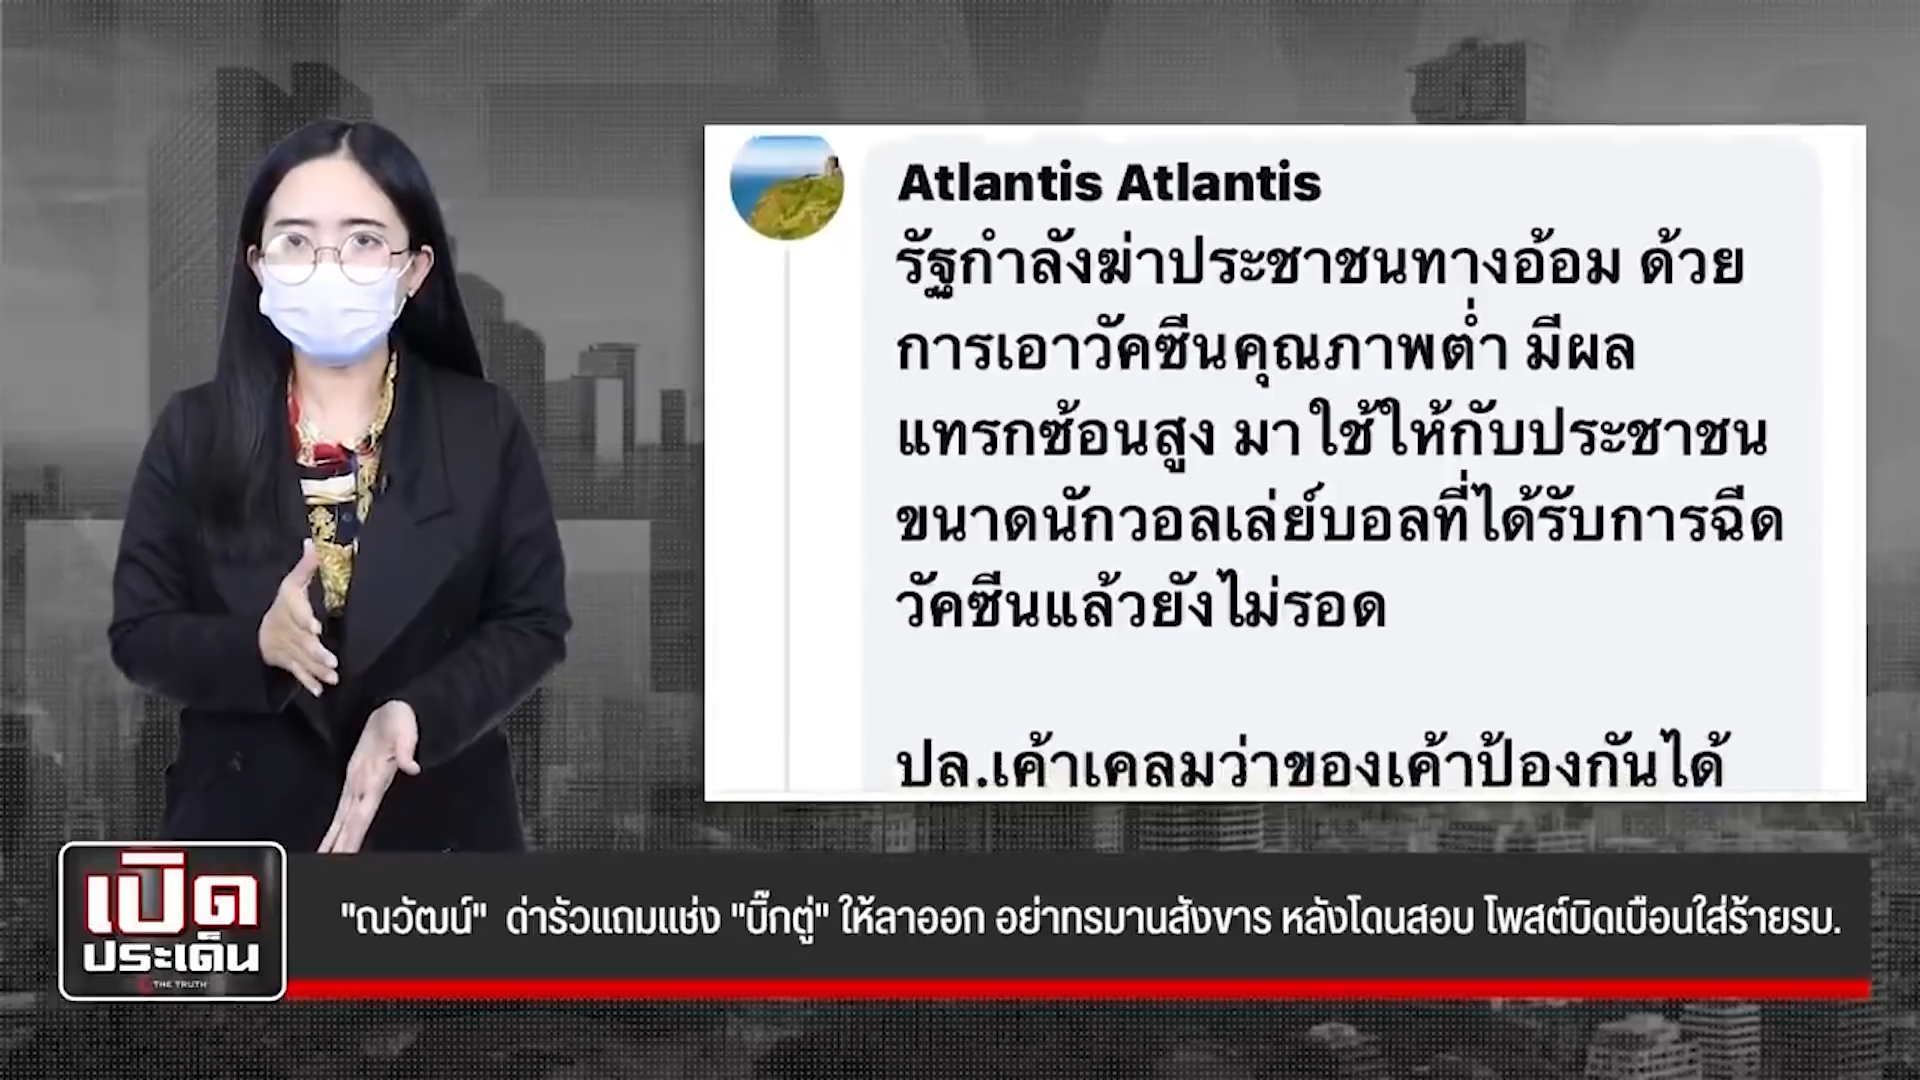 Atlantis Atlantis
รัฐกำลังฆ่าประชาชนทางอ้อม ด้วย
การเอาวัคซีนคุณภาพต่ำ มีผล
แทรกซ้อนสูง มาใช้ให้กับประชาชน
ขนาดนักวอลเล่ย์บอลที่ได้รับการฉีด
วัคซีนแล้วยังไม่รอด
ปล.เค้าเคลมว่าของเค้าป้องกันได้
เปิด
ประเด็น
THE TRUTH
"ณวัฒน์" ด่ารัวแถมแช่ง "บิ๊กตู่" ให้ลาออก อย่าทรมานสังขาร หลังโดนสอบ โพสต์บิดเบือนใส่ร้ายรบ.